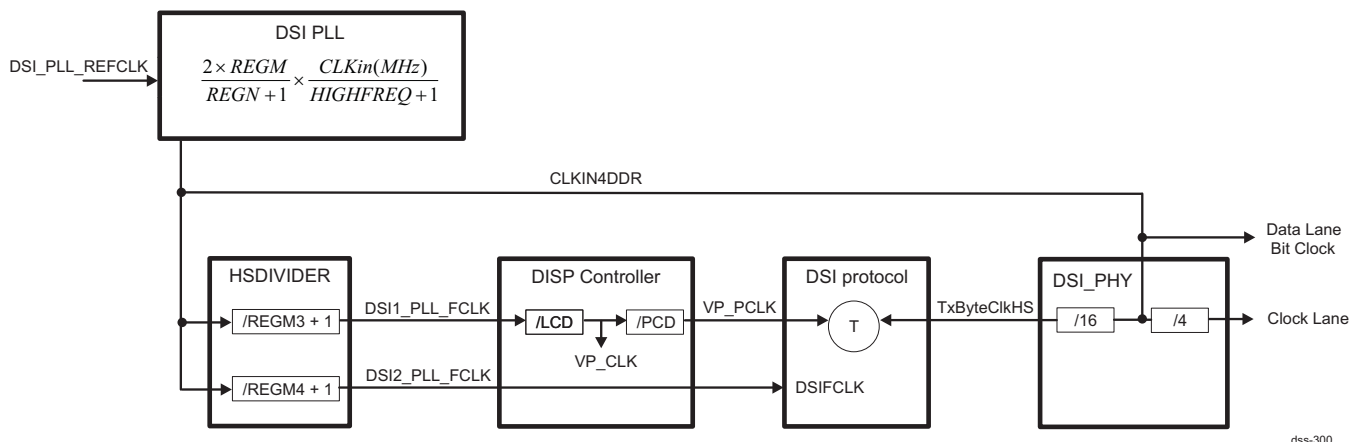 DSI PLL
DSI_PLL_REFCLK
2 × REGM / REGN + 1 × CLKin(MHz) / HIGHFREQ + 1
CLKIN4DDR
Data Lane
Bit Clock
HSDIVIDER
DISP Controller
DSI protocol
DSI_PHY
/REGM3 + 1
DSI1_PLL_FCLK
/LCD
/PCD
VP_PCLK
T
TxByteClkHS
/16
/4
Clock Lane
VP_CLK
/REGM4 + 1
DSI2_PLL_FCLK
DSIFCLK
dss-300